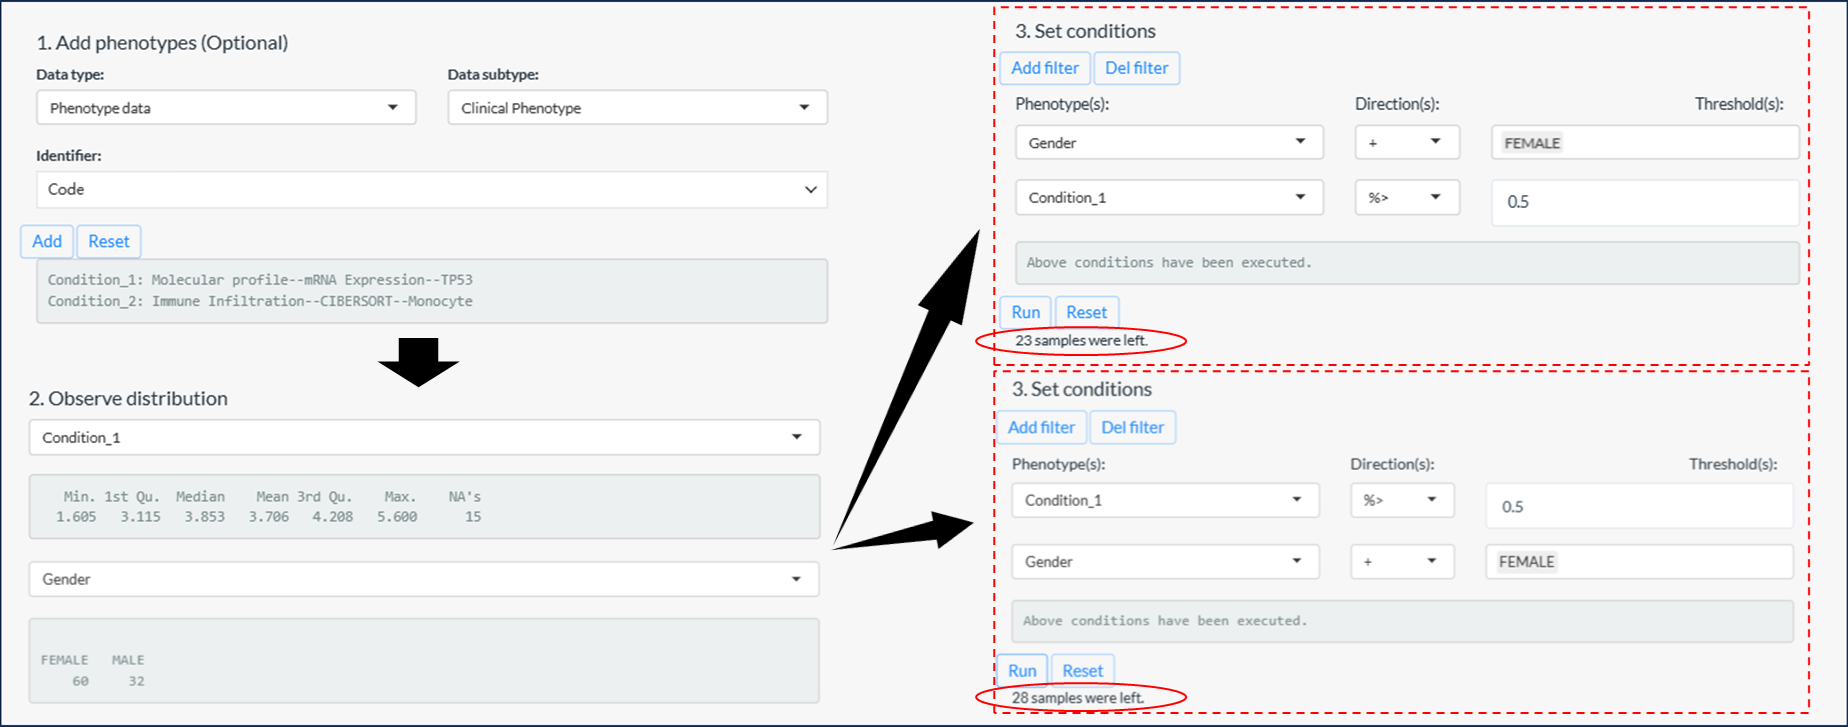 1. Add phenotypes (Optional)
Data type: Data subtype:
Phenotype data Clinical Phenotype
Identifier:
Code
Add Reset
Condition_1: Molecular profile--mRNA Expression--TP53
Condition_2: Immune Infiltration--CIBERSORT--Monocyte
2. Observe distribution
Condition_1
Min. 1st Qu. Median Mean 3rd Qu. Max. NA's
1.605 3.115 3.853 3.706 4.208 5.600 15
Gender
FEMALE MALE
60 32
3. Set conditions
Add filter Del filter
Phenotype(s): Direction(s): Threshold(s):
Gender + FEMALE
Condition_1 %> 0.5
Above conditions have been executed.
Run Reset
23 samples were left.
3. Set conditions
Add filter Del filter
Phenotype(s): Direction(s): Threshold(s):
Condition_1 %> 0.5
Gender + FEMALE
Above conditions have been executed.
Run Reset
28 samples were left.